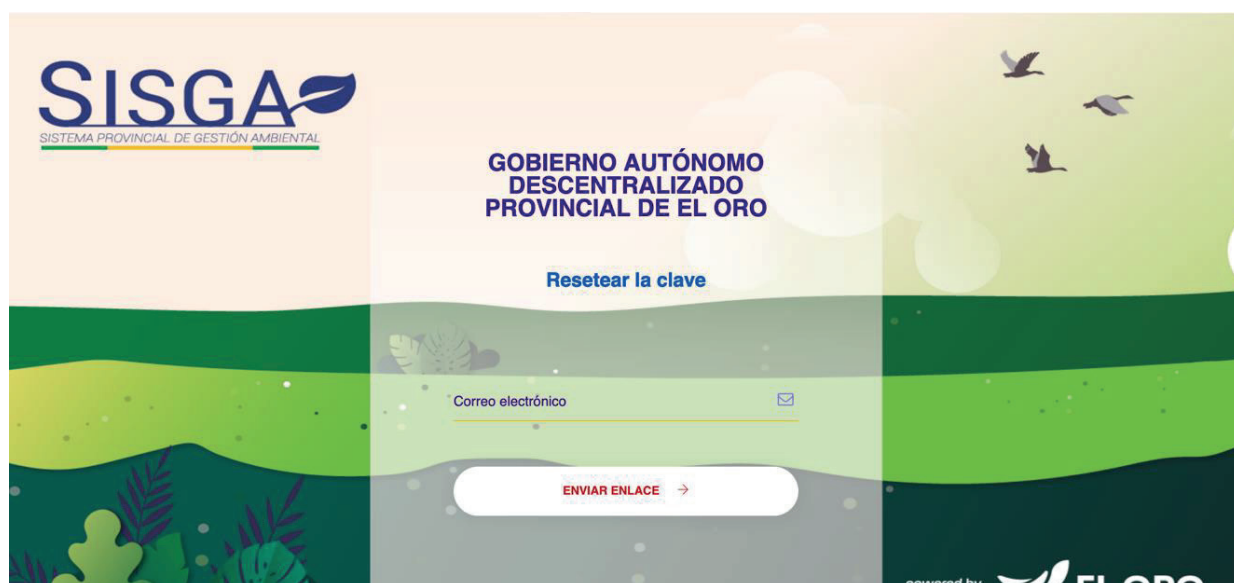 SISGA
SISTEMA PROVINCIAL DE GESTIÓN AMBIENTAL
GOBIERNO AUTÓNOMO
DESCENTRALIZADO
PROVINCIAL DE EL ORO
Resetear la clave
Correo electrónico
ENVIAR ENLACE
powered by
EL ORO